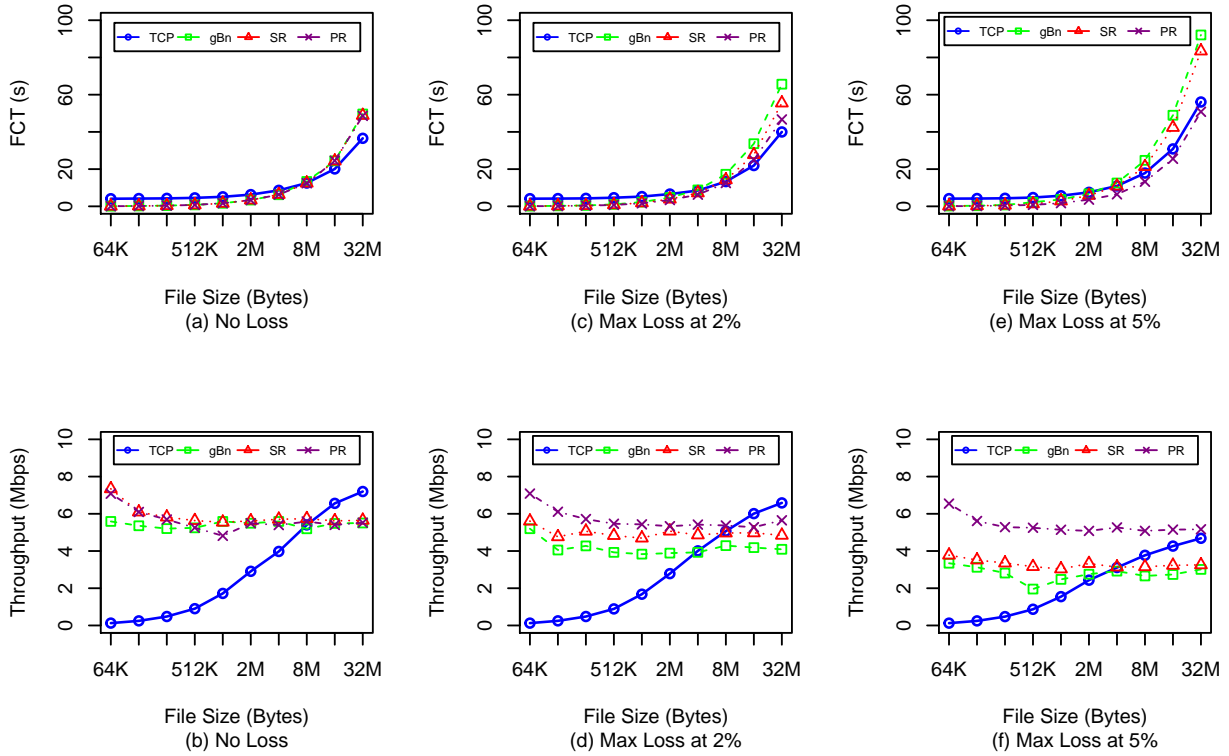 0 20 60 100
FCT (s)
TCP gBn SR PR
64K 512K 2M 8M 32M
File Size (Bytes)
(a) No Loss
0 20 60 100
FCT (s)
TCP gBn SR PR
64K 512K 2M 8M 32M
File Size (Bytes)
(c) Max Loss at 2%
0 20 60 100
FCT (s)
TCP gBn SR PR
64K 512K 2M 8M 32M
File Size (Bytes)
(e) Max Loss at 5%
0 2 4 6 8 10
Throughput (Mbps)
TCP gBn SR PR
64K 512K 2M 8M 32M
File Size (Bytes)
(b) No Loss
0 2 4 6 8 10
Throughput (Mbps)
TCP gBn SR PR
64K 512K 2M 8M 32M
File Size (Bytes)
(d) Max Loss at 2%
0 2 4 6 8 10
Throughput (Mbps)
TCP gBn SR PR
64K 512K 2M 8M 32M
File Size (Bytes)
(f) Max Loss at 5%